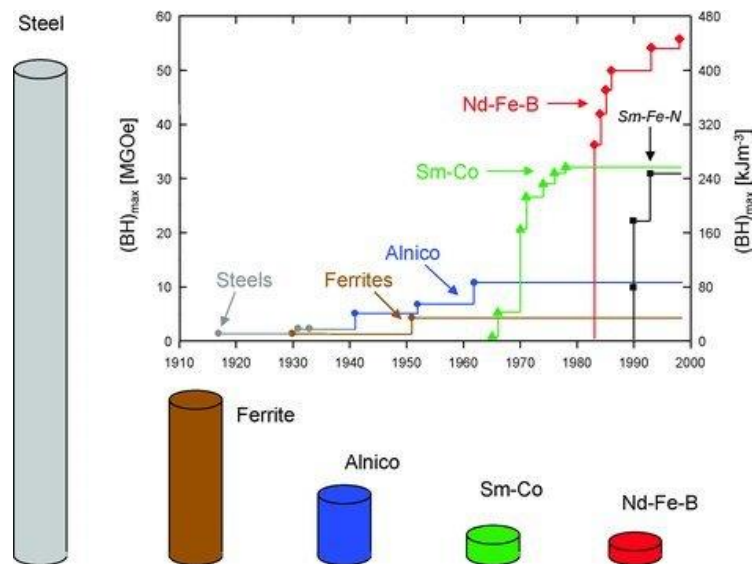 Steel
(BH)max [MGOe]
60
50
40
30
20
10
0
480
400
320
280
240
160
80
0
(BH)max [kJm-3]
Nd-Fe-B
Sm-Fe-N
Sm-Co
Alnico
Steels
Ferrites
1910 1920 1930 1940 1950 1960 1970 1980 1990 2000
Ferrite
Alnico
Sm-Co
Nd-Fe-B